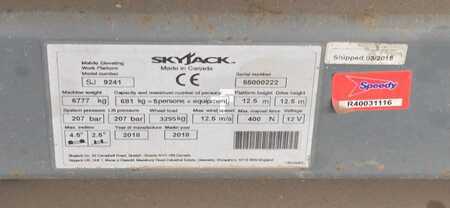 Mobile Elevating
Work Platform
SKYJACK
Made in Canada
CE
Model
SJ 9241
Serial number
55000222
Shipped 03/2018
Machine weight
Capacity and maximum number of persons
Platform height
Drive height
6777 kg
681 kg =5persons + equipment
12.5 m
12.5 m
Speedy
R40031116
System pressure
Lift pressure
Wheel load
Max wind
Max manual force
Voltage
207 bar
207 bar
3295kg
12.5 m/s
400 N
12 V
Max. incline
Year of manufacture
Model year
4.5°
2.5°
2018
2018